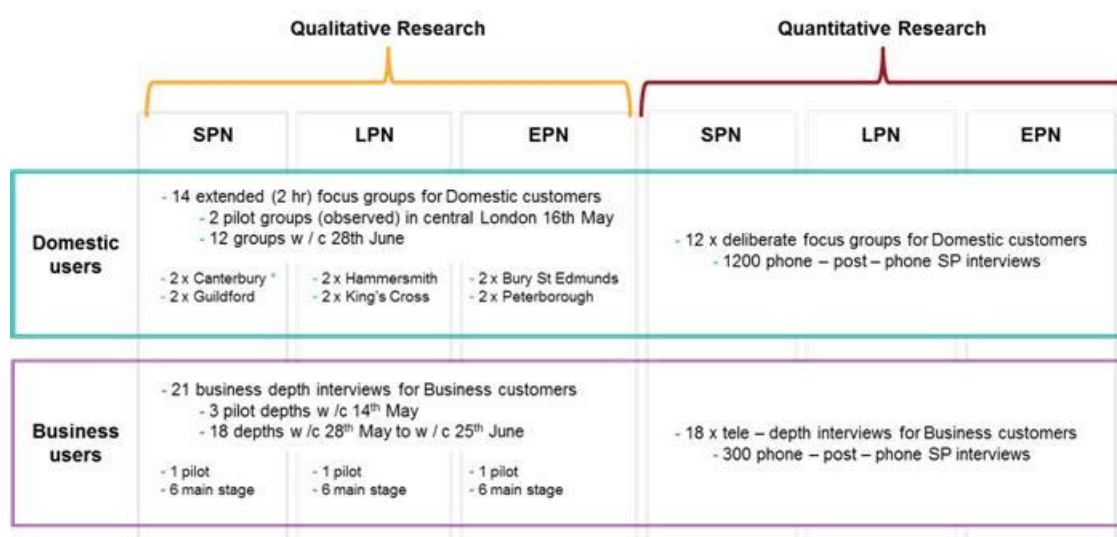 Qualitative Research
Quantitative Research
SPN
LPN
EPN
SPN
LPN
EPN
Domestic
users
- 14 extended (2 hr) focus groups for Domestic customers
- 2 pilot groups (observed) in central London 16th May
- 12 groups w / c 28th June
- 2 x Canterbury *
- 2 x Guildford
- 2 x Hammersmith
- 2 x King's Cross
- 2 x Bury St Edmunds
- 2 x Peterborough
- 12 x deliberate focus groups for Domestic customers
- 1200 phone – post – phone SP interviews
Business
users
- 21 business depth interviews for Business customers
- 3 pilot depths w /c 14th May
- 18 depths w /c 28th May to w / c 25th June
- 1 pilot
- 6 main stage
- 1 pilot
- 6 main stage
- 1 pilot
- 6 main stage
- 18 x tele – depth interviews for Business customers
- 300 phone – post – phone SP interviews